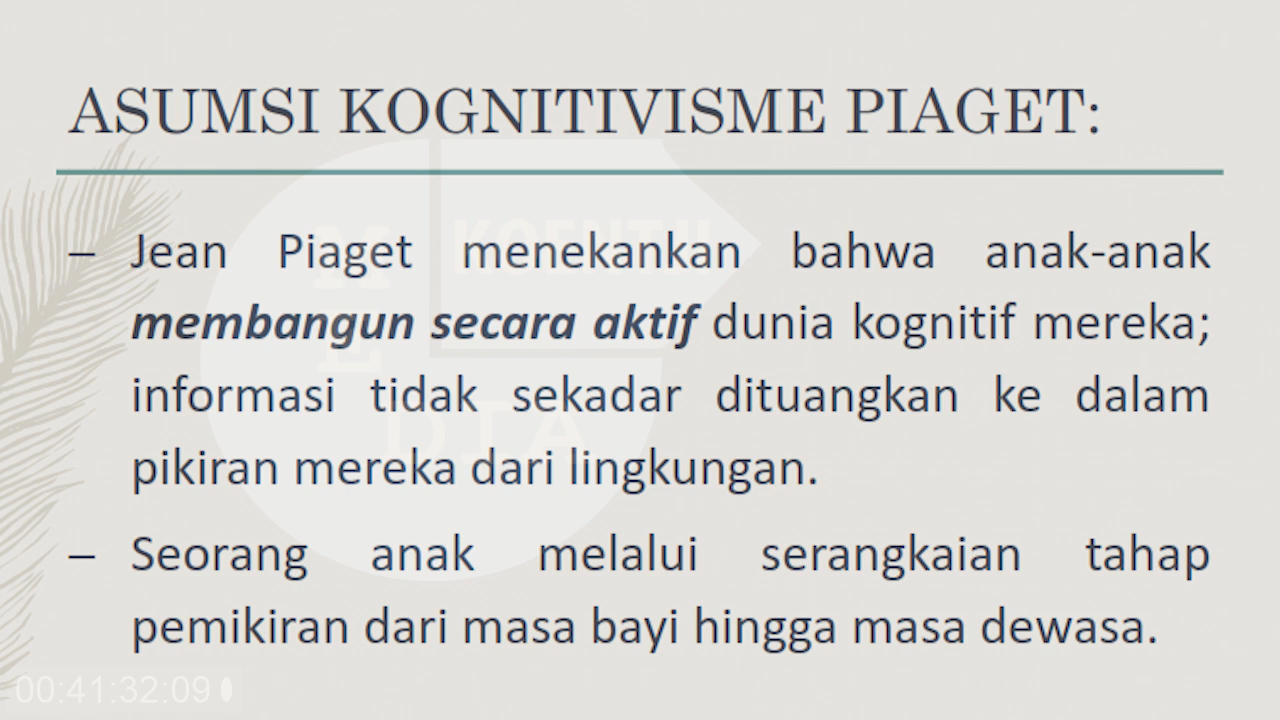 ASUMSI KOGNITIVISME PIAGET:
– Jean Piaget menekankan bahwa anak-anak
membangun secara aktif dunia kognitif mereka;
informasi tidak sekadar dituangkan ke dalam
pikiran mereka dari lingkungan.
– Seorang anak melalui serangkaian tahap
pemikiran dari masa bayi hingga masa dewasa.
00:41:32:09